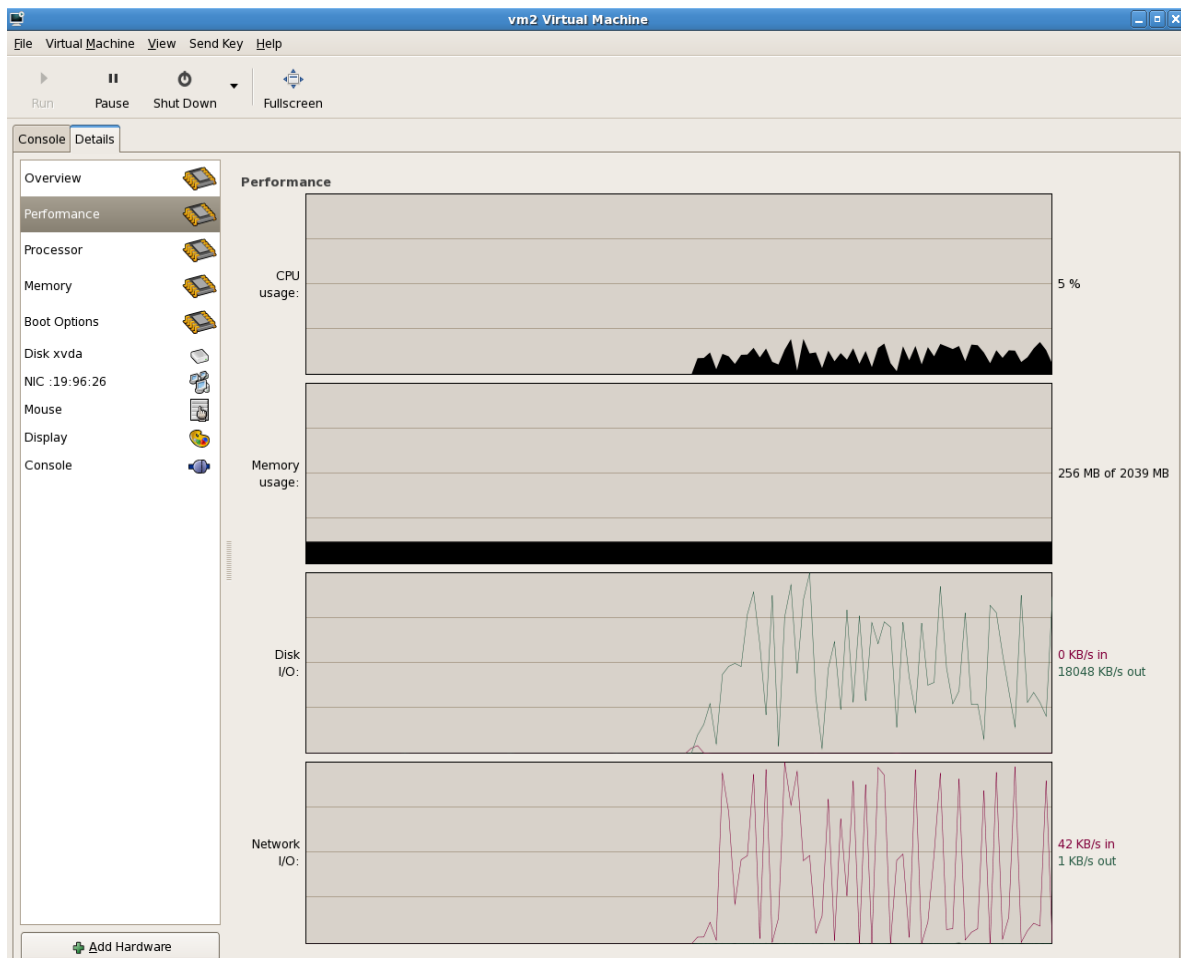 vm2 Virtual Machine
File Virtual Machine View Send Key Help
Run Pause Shut Down Fullscreen
Console Details
Overview
Performance
Processor
Memory
Boot Options
Disk xvda
NIC :19:96:26
Mouse
Display
Console
Add Hardware
Performance
CPU
usage:
5 %
Memory
usage:
256 MB of 2039 MB
Disk
I/O:
0 KB/s in
18048 KB/s out
Network
I/O:
42 KB/s in
1 KB/s out